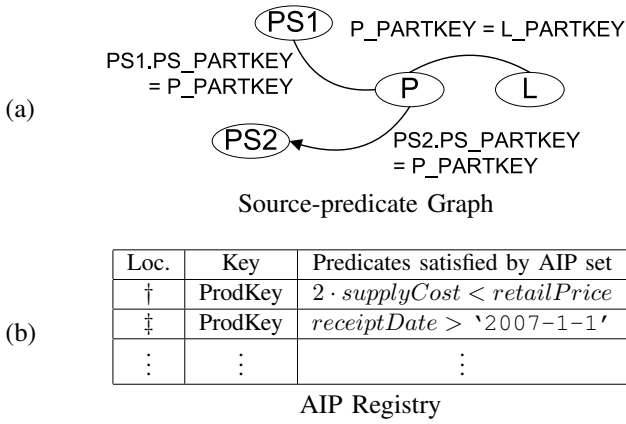 (a)
PS1
P_PARTKEY = L_PARTKEY
PS1.PS_PARTKEY
= P_PARTKEY
P
L
PS2
PS2.PS_PARTKEY
= P_PARTKEY
Source-predicate Graph
(b)
Loc. Key Predicates satisfied by AIP set
† ProdKey 2 · supplyCost < retailPrice
‡ ProdKey receiptDate > `2007-1-1'
⋮ ⋮ ⋮
AIP Registry